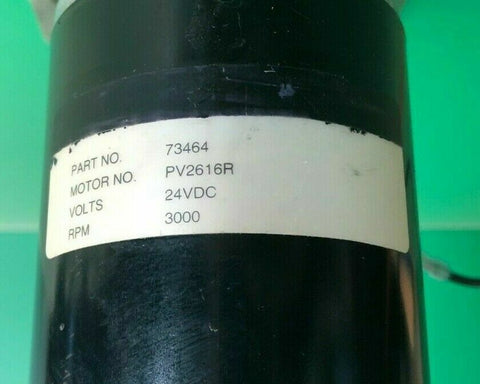 PART NO. 73464
MOTOR NO. PV2616R
VOLTS 24VDC
RPM 3000